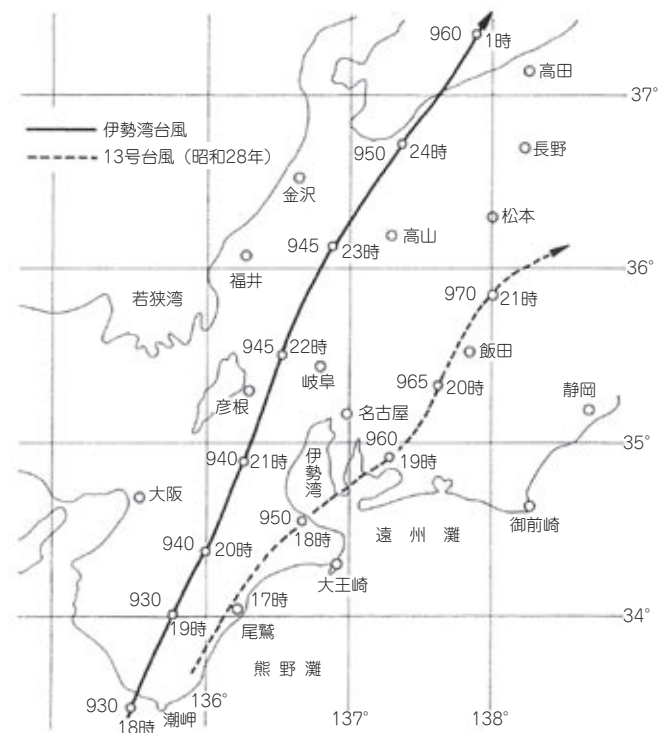 960
1時
高田
37°
伊勢湾台風
13号台風（昭和28年）
950
24時
長野
金沢
945
23時
高山
松本
福井
36°
若狭湾
970
21時
945
22時
岐阜
飯田
965
20時
彦根
静岡
名古屋
960
35°
940
21時
伊勢湾
19時
大阪
950
18時
遠州灘
御前崎
940
20時
大王崎
930
19時
17時
34°
尾鷲
熊野灘
930
18時
潮岬
136°
137°
138°